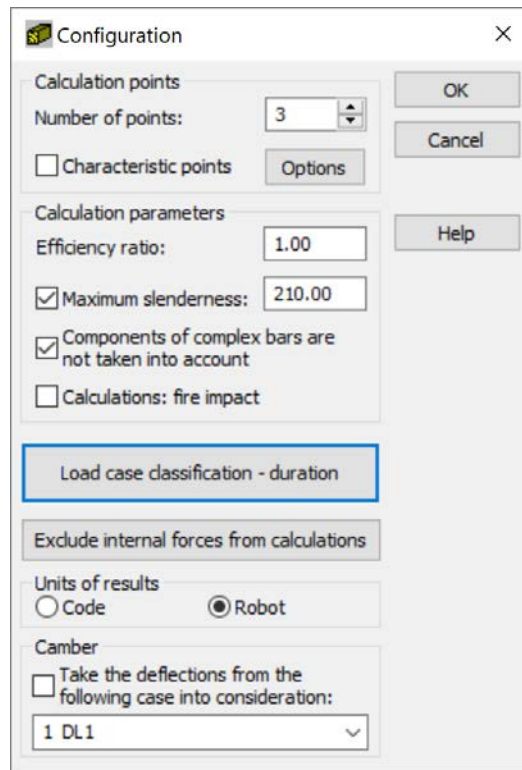 Configuration
Calculation points
Number of points:
3
Characteristic points
Options
Calculation parameters
Efficiency ratio:
1.00
Maximum slenderness:
210.00
Components of complex bars are
not taken into account
Calculations: fire impact
Load case classification - duration
Exclude internal forces from calculations
Units of results
Code
Robot
Camber
Take the deflections from the
following case into consideration:
1 DL1
OK
Cancel
Help